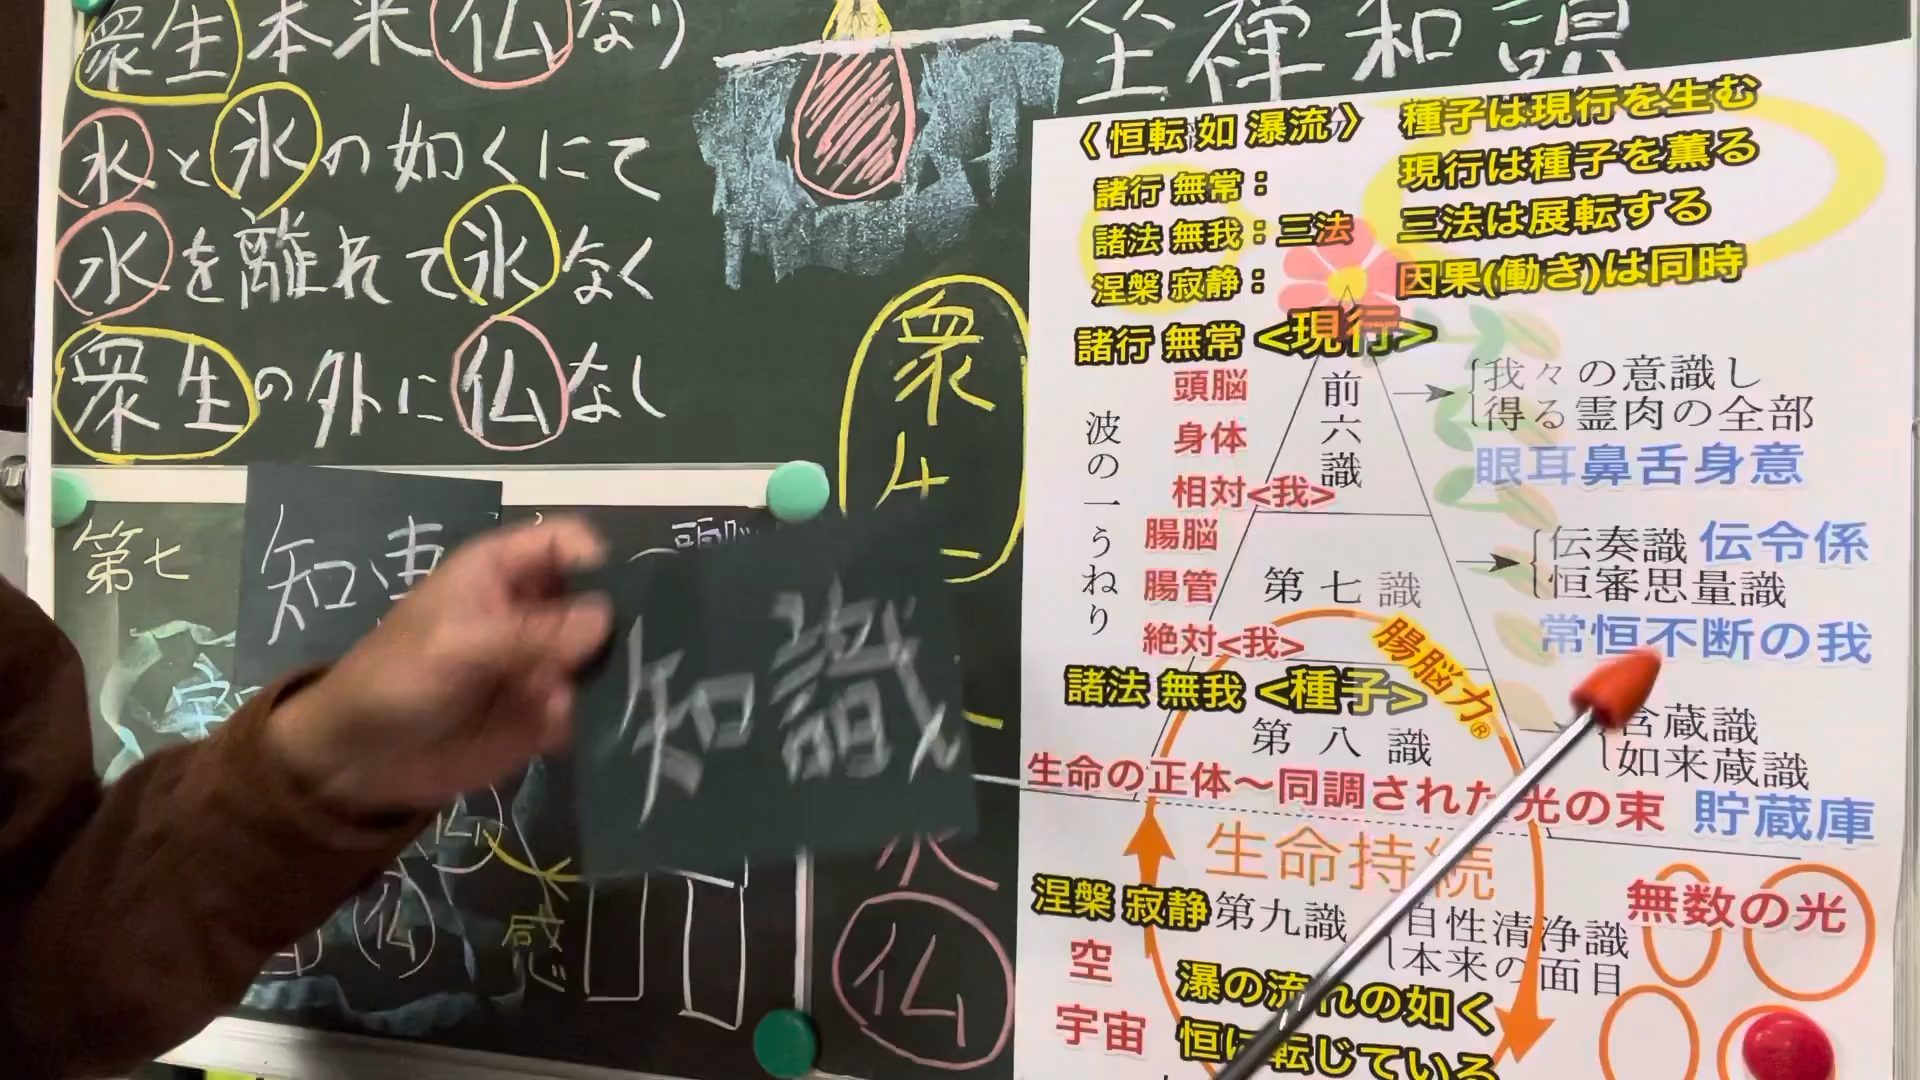 衆生本来仏なり
水と氷の如くにて
水を離れて氷なく
衆生の外に仏なし
坐禅和讃
衆生
第七
知恵
知識
感
仏
仏
〈恒転如瀑流〉
種子は現行を生む
現行は種子を薫る
三法は展転する
因果(働き)は同時
諸行 無常：
諸法 無我：三法
涅槃 寂静：
諸行 無常 <現行>
頭脳
身体
相対<我>
前六識
我々の意識し
得る霊肉の全部
眼耳鼻舌身意
波の一うねり
腸脳
腸管
絶対<我>
第七識
伝奏識 伝令係
恒審思量識
常恒不断の我
腸脳力®
諸法 無我 <種子>
第八識
含蔵識
如来蔵識
生命の正体～同調された光の束 貯蔵庫
生命持続
涅槃 寂静 第九識
自性清浄識
本来の面目
無数の光
空
宇宙
瀑の流れの如く
恒に転じている